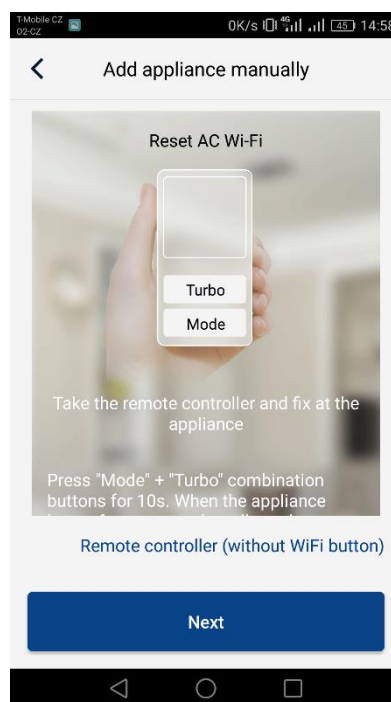 T-Mobile CZ
O2-CZ
0K/s 4G 45 14:58
Add appliance manually
Reset AC Wi-Fi
Turbo
Mode
Take the remote controller and fix at the
appliance
Press "Mode" + "Turbo" combination
buttons for 10s. When the appliance
Remote controller (without WiFi button)
Next